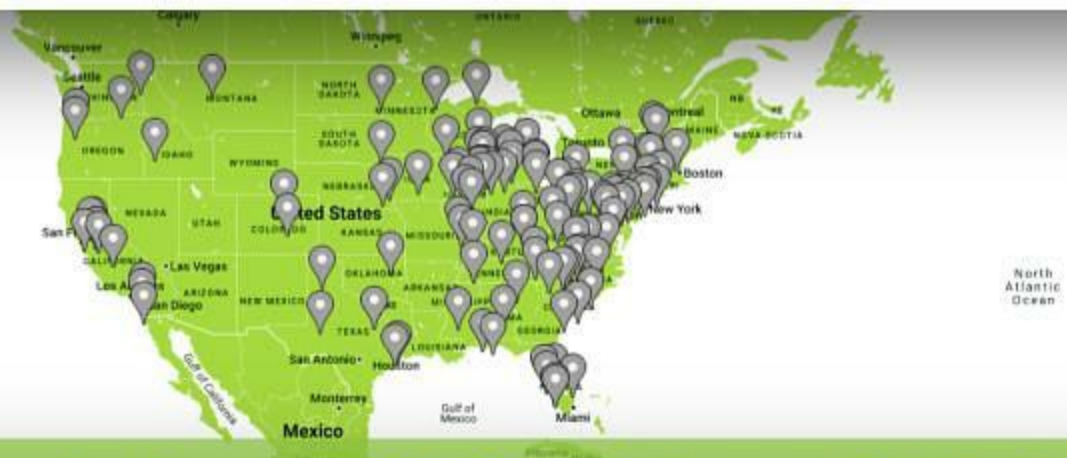 Calgary
ONTARIO
QUEBEC
Vancouver
Winnipeg
Seattle
NORTH
DAKOTA
MONTANA
MINNESOTA
Ottawa
NB
MAINE
NOVA SCOTIA
Toronto
OREGON
IDAHO
SOUTH
DAKOTA
WYOMING
Boston
NEBRASKA
New York
NEVADA
UTAH
United States
COLORADO
KANSAS
MISSOURI
San F
CALIFORNIA
Las Vegas
North
Atlantic
Ocean
OKLAHOMA
ARKANSAS
Los A es
ARIZONA
NEW MEXICO
San Diego
TEXAS
GEORGIA
LOUISIANA
San Antonio
Houston
Gulf of California
Monterrey
Gulf of
Mexico
Miami
Mexico